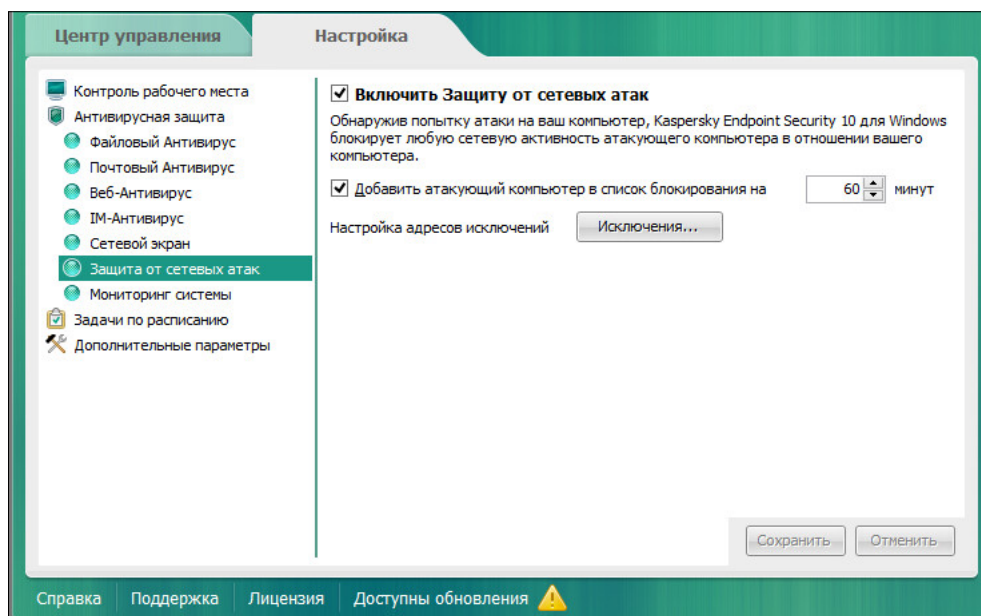 Центр управления
Настройка
Контроль рабочего места
Антивирусная защита
Файловый Антивирус
Почтовый Антивирус
Веб-Антивирус
IM-Антивирус
Сетевой экран
Защита от сетевых атак
Мониторинг системы
Задачи по расписанию
Дополнительные параметры
Включить Защиту от сетевых атак
Обнаружив попытку атаки на ваш компьютер, Kaspersky Endpoint Security 10 для Windows
блокирует любую сетевую активность атакующего компьютера в отношении вашего
компьютера.
Добавить атакующий компьютер в список блокирования на 60 минут
Настройка адресов исключений Исключения...
Сохранить Отменить
Справка Поддержка Лицензия Доступны обновления